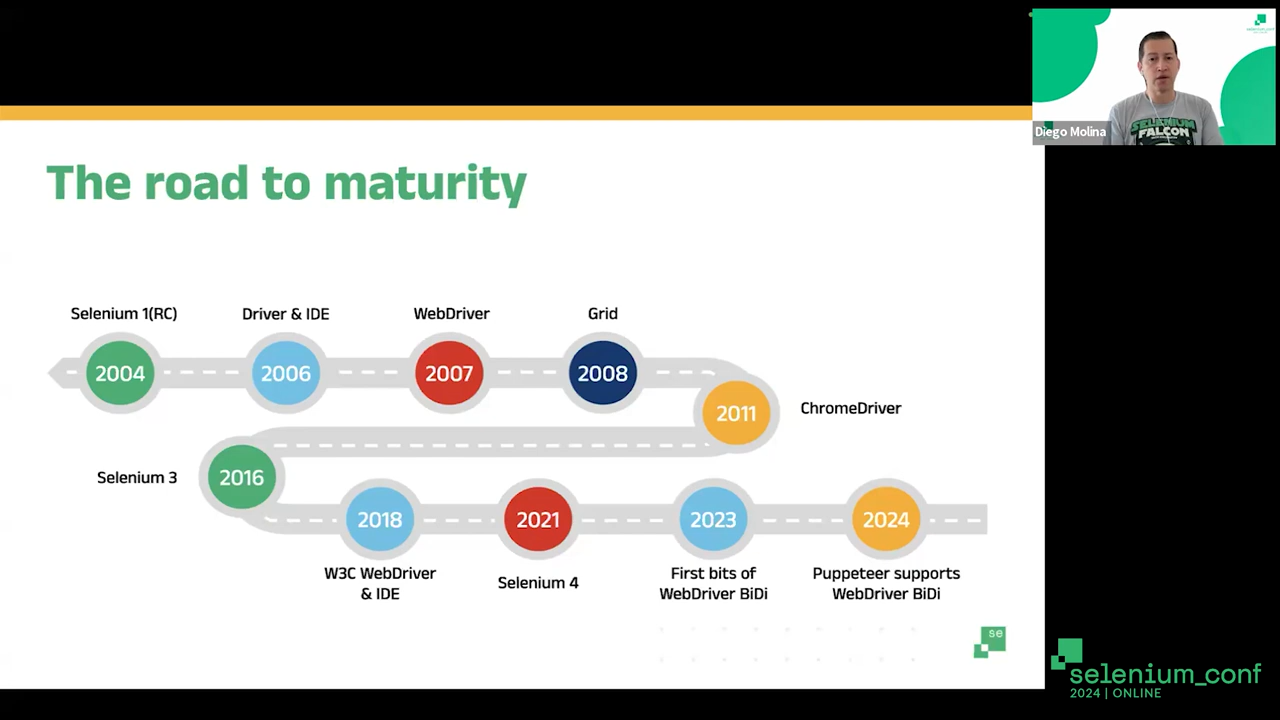 selenium_conf
Diego Molina
SELENIUM
FALCON
The road to maturity
Selenium 1(RC)
Driver & IDE
WebDriver
Grid
2004
2006
2007
2008
2011
ChromeDriver
Selenium 3
2016
2018
2021
2023
2024
W3C WebDriver
& IDE
Selenium 4
First bits of
WebDriver BiDi
Puppeteer supports
WebDriver BiDi
se
selenium_conf
2024 | ONLINE